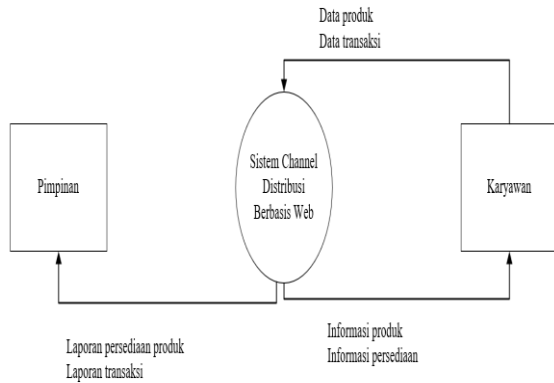 Data produk
Data transaksi
Pimpinan
Sistem Channel
Distribusi
Berbasis Web
Karyawan
Laporan persediaan produk
Laporan transaksi
Informasi produk
Informasi persediaan